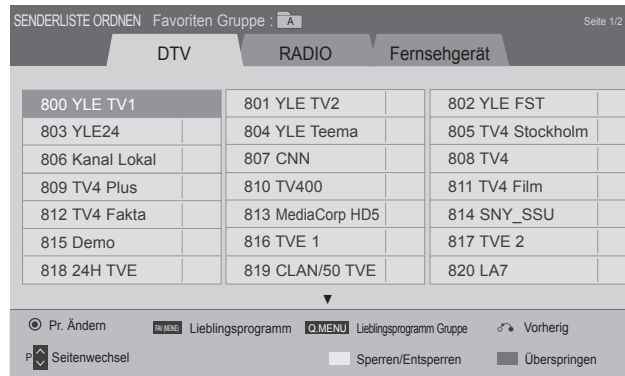 SENDERLISTE ORDNEN Favoriten Gruppe : A Seite 1/2
DTV RADIO Fernsehgerät
800 YLE TV1 801 YLE TV2 802 YLE FST
803 YLE24 804 YLE Teema 805 TV4 Stockholm
806 Kanal Lokal 807 CNN 808 TV4
809 TV4 Plus 810 TV400 811 TV4 Film
812 TV4 Fakta 813 MediaCorp HD5 814 SNY_SSU
815 Demo 816 TVE 1 817 TVE 2
818 24H TVE 819 CLAN/50 TVE 820 LA7
Pr. Ändern Lieblingsprogramm Q.MENU Lieblingsprogramm Gruppe Vorherig
P Seitenwechsel Sperren/Entsperren Überspringen